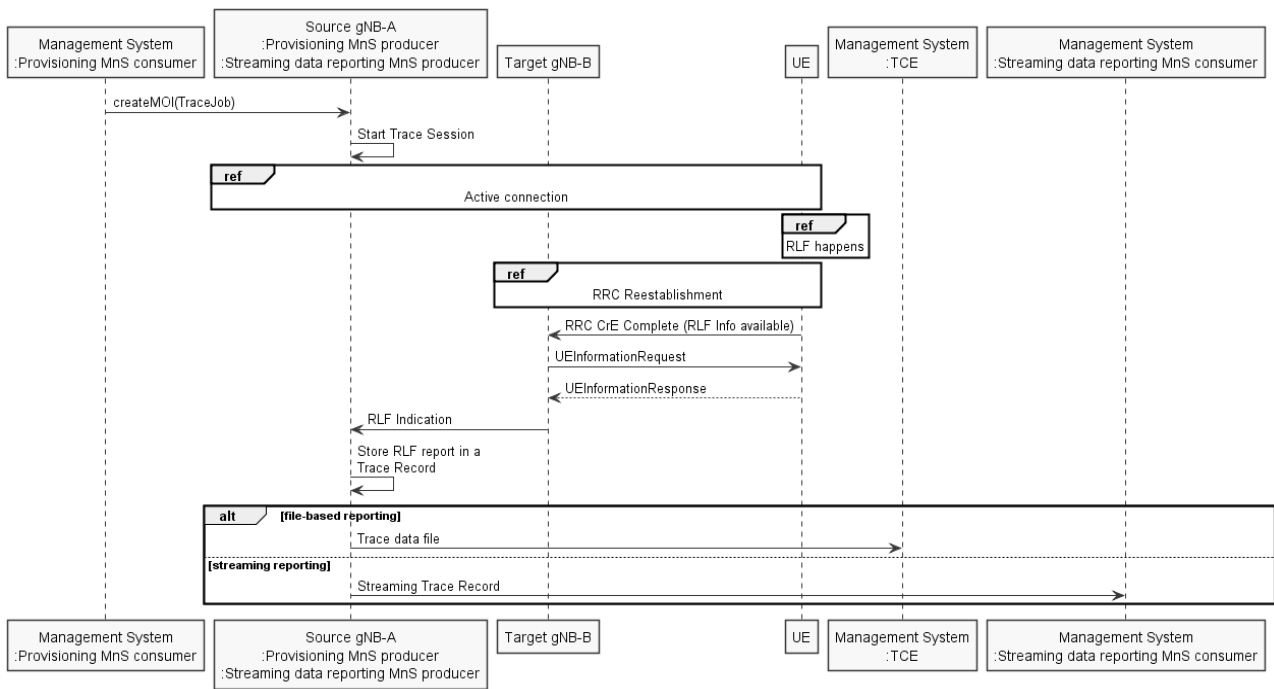 Management System
:Provisioning MnS consumer
Source gNB-A
:Provisioning MnS producer
:Streaming data reporting MnS producer
Target gNB-B
UE
Management System
:TCE
Management System
:Streaming data reporting MnS consumer
createMOI(TraceJob)
Start Trace Session
ref
Active connection
ref
RLF happens
ref
RRC Reestablishment
RRC CrE Complete (RLF Info available)
UEInformationRequest
UEInformationResponse
RLF Indication
Store RLF report in a
Trace Record
alt [file-based reporting]
Trace data file
[streaming reporting]
Streaming Trace Record
Management System
:Provisioning MnS consumer
Source gNB-A
:Provisioning MnS producer
:Streaming data reporting MnS producer
Target gNB-B
UE
Management System
:TCE
Management System
:Streaming data reporting MnS consumer